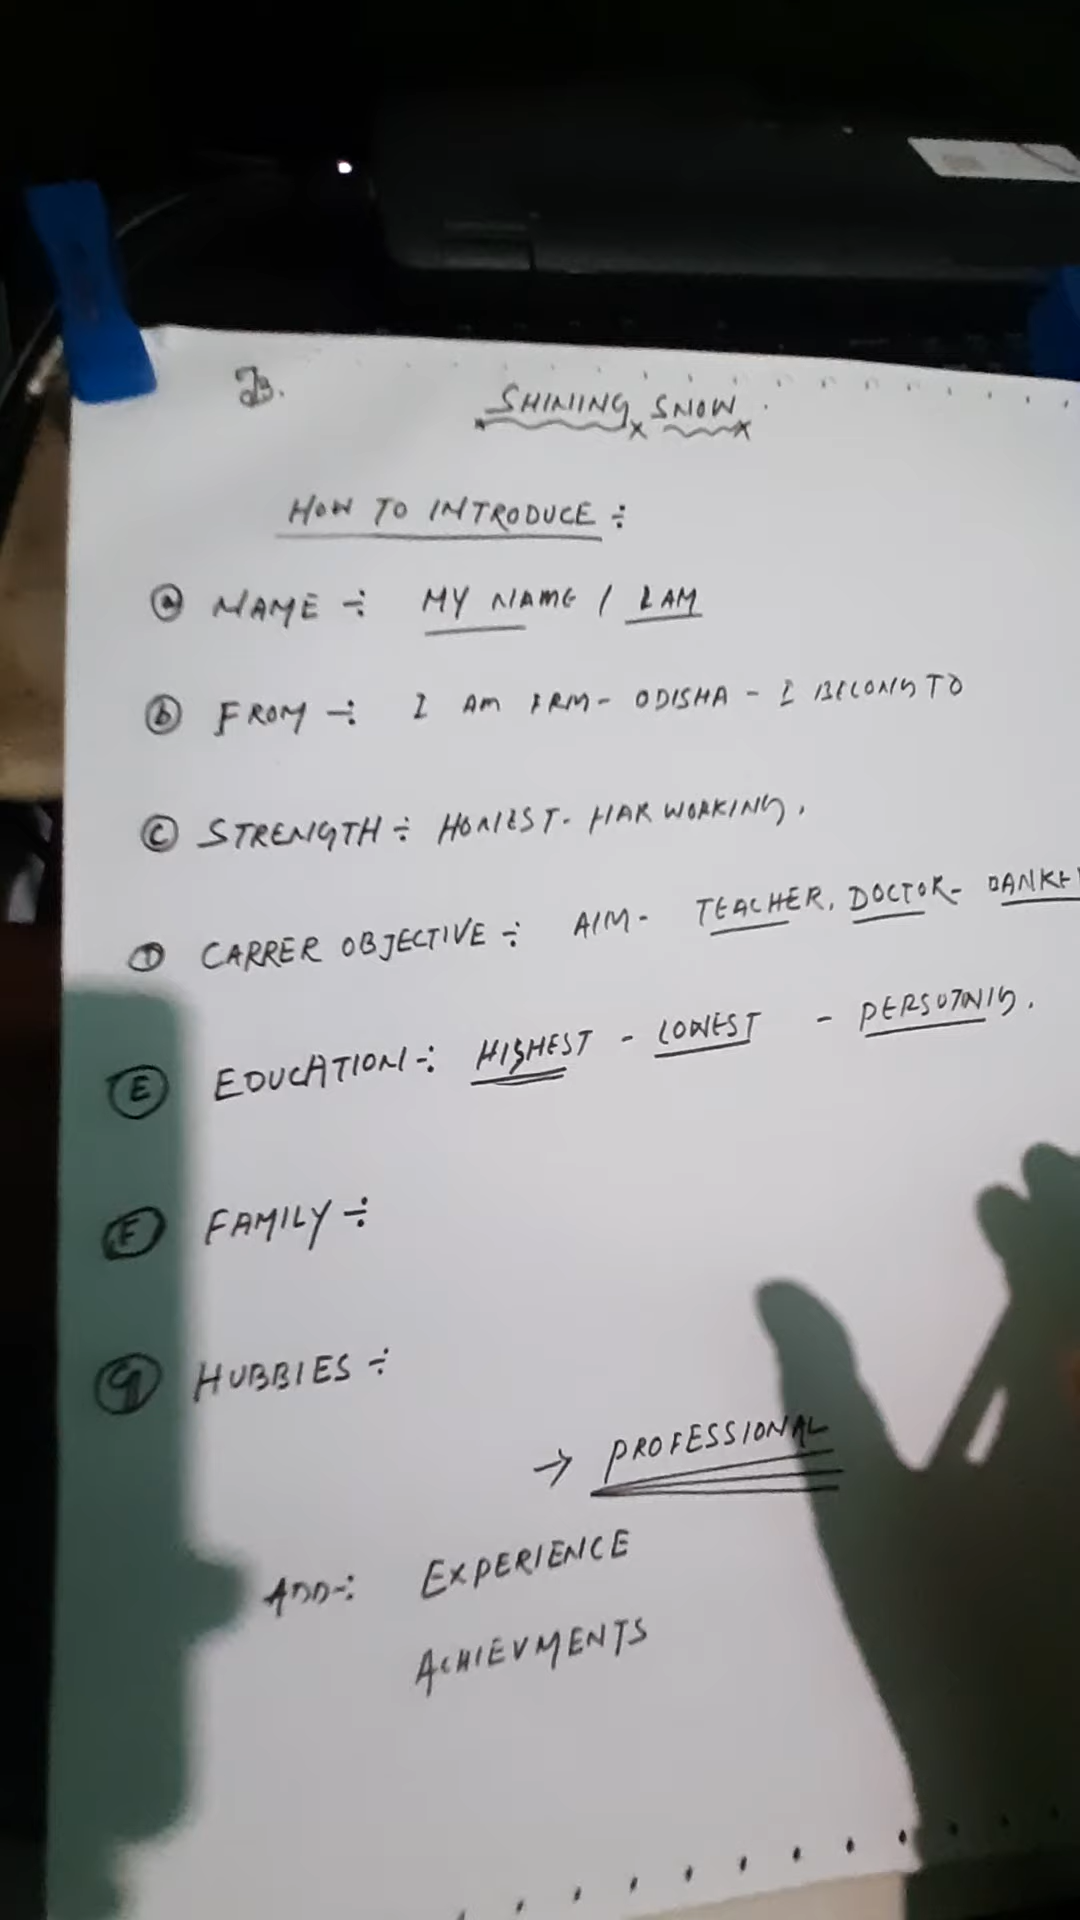 SHINING SNOW.
HOW TO INTRODUCE ÷
(a) NAME ÷ MY NAME / I AM
(b) FROM ÷ I AM FRM - ODISHA - I BELONG TO
(C) STRENGTH ÷ HONEST - HAR WORKING.
(D) CARRER OBJECTIVE ÷ AIM - TEACHER, DOCTOR - BANKE
(E) EDUCATION ÷ HIGHEST - LOWEST -
(F) FAMILY ÷
(G) HUBBIES ÷
→ PROFESSIONAL
ADD ÷ EXPERIENCE
ACHIEVMENTS